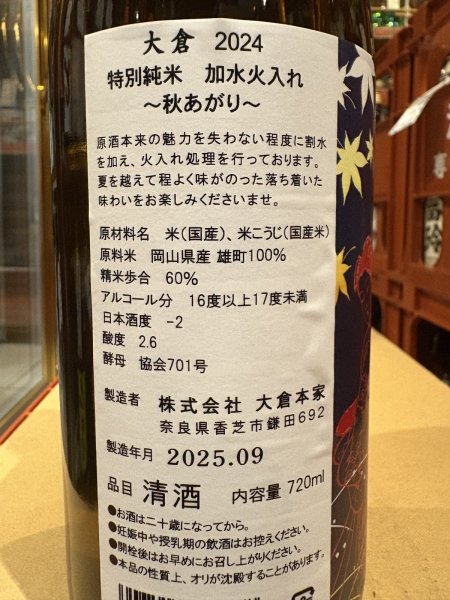 大倉 2024
特別純米 加水火入れ
～秋あがり～
原酒本来の魅力を失わない程度に割水
を加え、火入れ処理を行っております。
夏を越えて程よく味がのった落ち着いた
味わいをお楽しみくださいませ。
原材料名 米（国産）、米こうじ（国産米）
原料米 岡山県産 雄町100%
精米歩合 60%
アルコール分 16度以上17度未満
日本酒度 -2
酸度 2.6
酵母 協会701号
製造者 株式会社 大倉本家
奈良県香芝市鎌田692
製造年月 2025.09
品目 清酒 内容量 720ml
●お酒は二十歳になってから。
●妊娠中や授乳期の飲酒はお控えください。
●開栓後はお早めにお召し上がりください。
●本品の性質上、オリが沈殿することがあります。